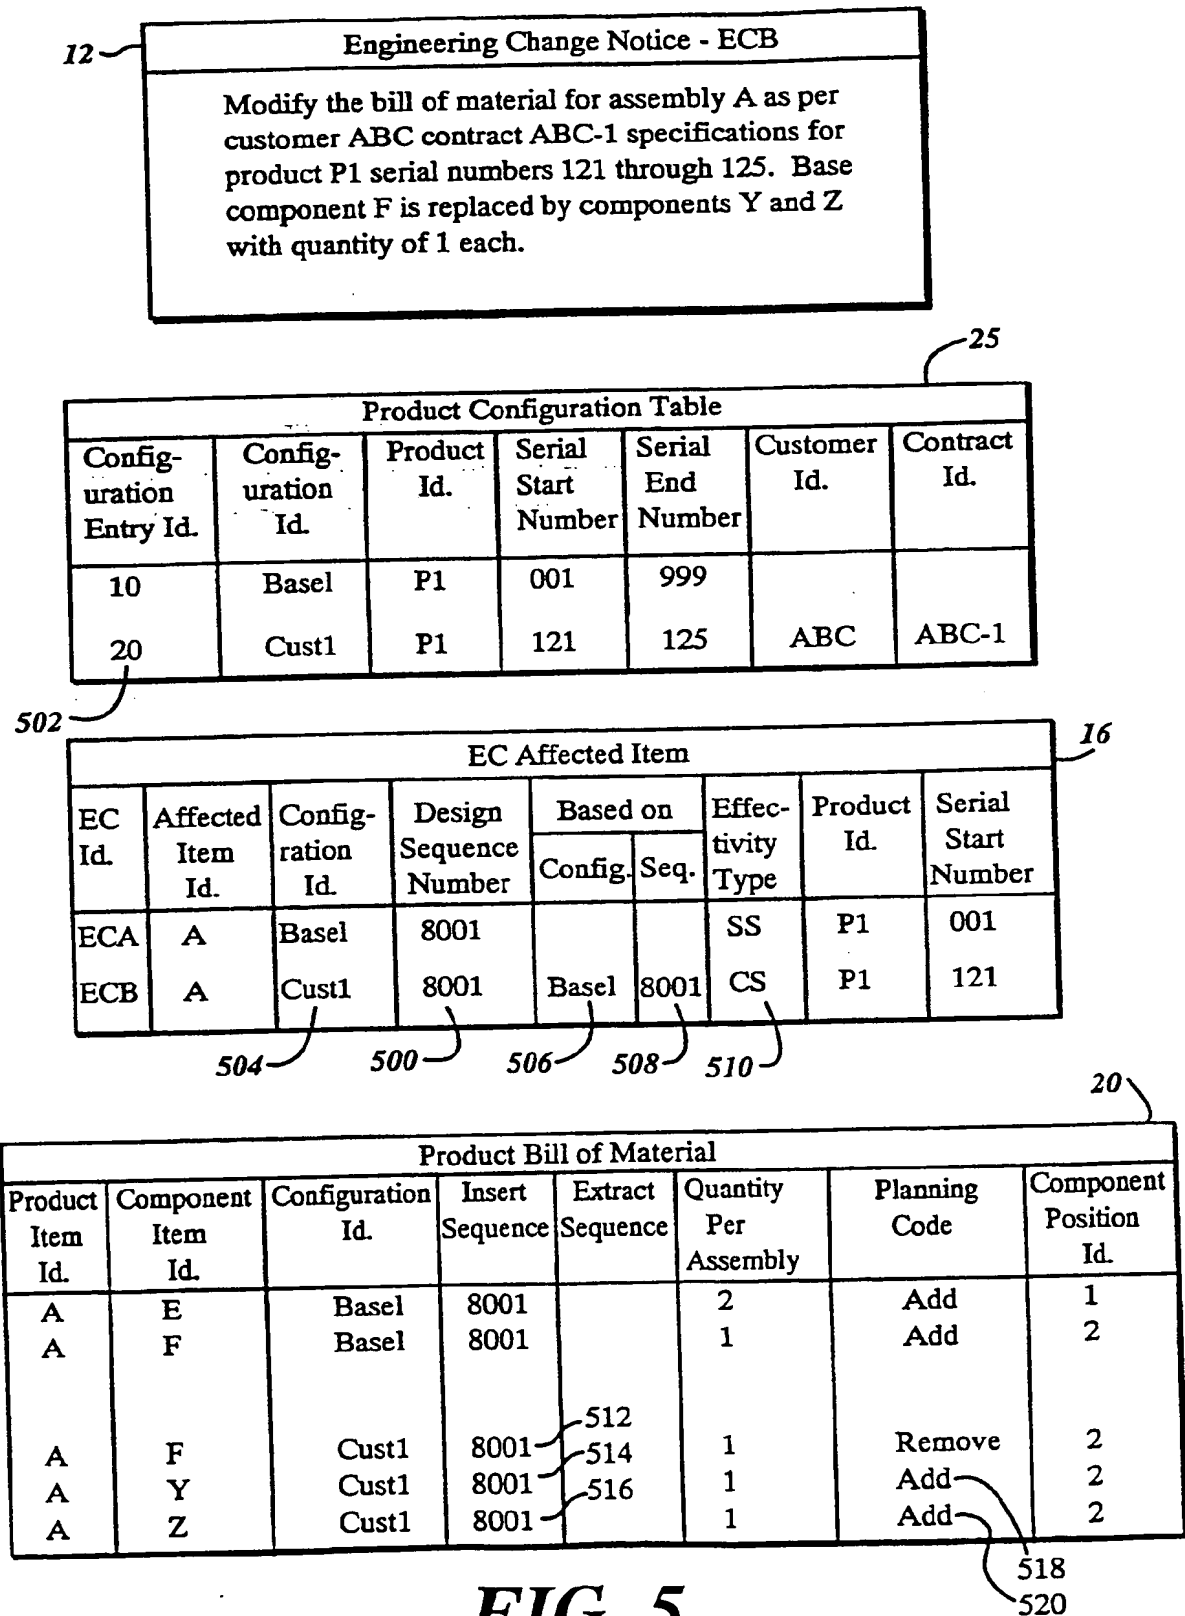 12
Engineering Change Notice - ECB
Modify the bill of material for assembly A as per
customer ABC contract ABC-1 specifications for
product P1 serial numbers 121 through 125. Base
component F is replaced by components Y and Z
with quantity of 1 each.
25
Product Configuration Table
Config-
uration
Entry Id.
Config-
uration
Id.
Product
Id.
Serial
Start
Number
Serial
End
Number
Customer
Id.
Contract
Id.
10 Basel P1 001 999
20 Cust1 P1 121 125 ABC ABC-1
502
16
EC Affected Item
EC
Id.
Affected
Item
Id.
Config-
ration
Id.
Design
Sequence
Number
Based on
Config. Seq.
Effec-
tivity
Type
Product
Id.
Serial
Start
Number
ECA A Basel 8001 SS P1 001
ECB A Cust1 8001 Basel 8001 CS P1 121
504 500 506 508 510
20
Product Bill of Material
Product
Item
Id.
Component
Item
Id.
Configuration
Id.
Insert
Sequence
Extract
Sequence
Quantity
Per
Assembly
Planning
Code
Component
Position
Id.
A E Basel 8001 2 Add 1
A F Basel 8001 1 Add 2
512
A F Cust1 8001 1 Remove 2
514
A Y Cust1 8001 1 Add 2
516
A Z Cust1 8001 1 Add 2
518
520
FIG. 5